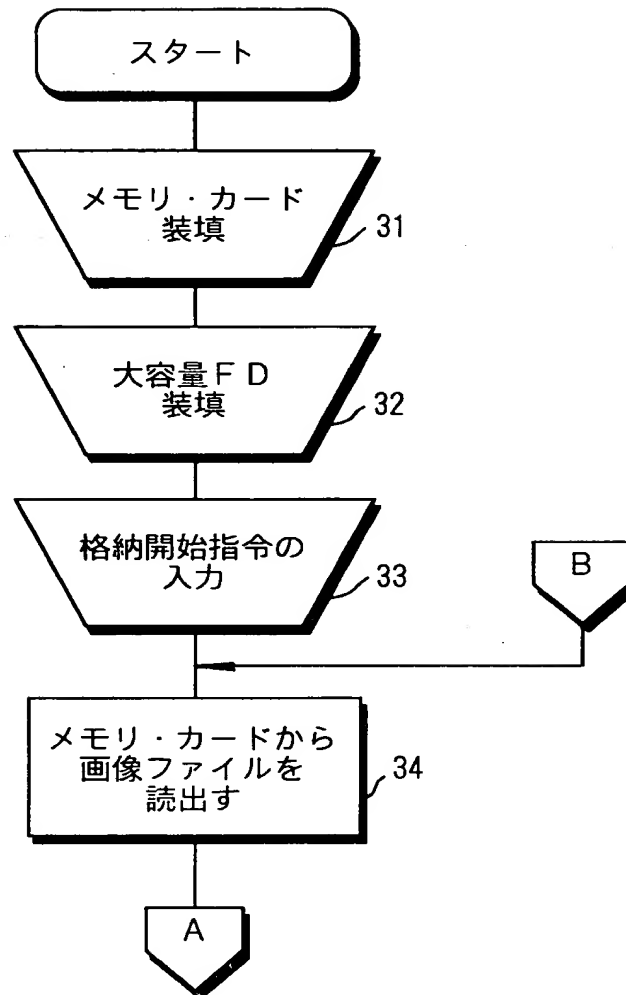 スタート
メモリ・カード
装填
31
大容量FD
装填
32
格納開始指令の
入力
33
B
メモリ・カードから
画像ファイルを
読出す
34
A